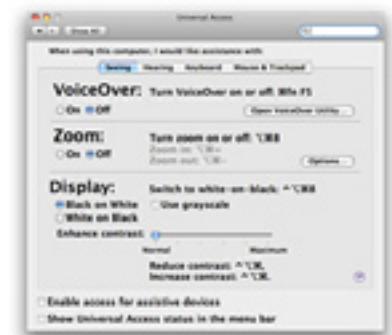 Universal Access
Show All
When using this computer, I would like assistance with:
Seeing Hearing Keyboard Mouse & Trackpad
VoiceOver: Turn VoiceOver on or off: ⌘fn F5
On Off Open VoiceOver Utility...
Zoom: Turn zoom on or off: ⌥⌘8
On Off Zoom in: ⌥⌘=
Zoom out: ⌥⌘- Options...
Display: Switch to white-on-black: ^⌥⌘8
Black on White Use grayscale
White on Black
Enhance contrast:
Normal Maximum
Reduce contrast: ^⌥⌘,
Increase contrast: ^⌥⌘.
Enable access for assistive devices
Show Universal Access status in the menu bar